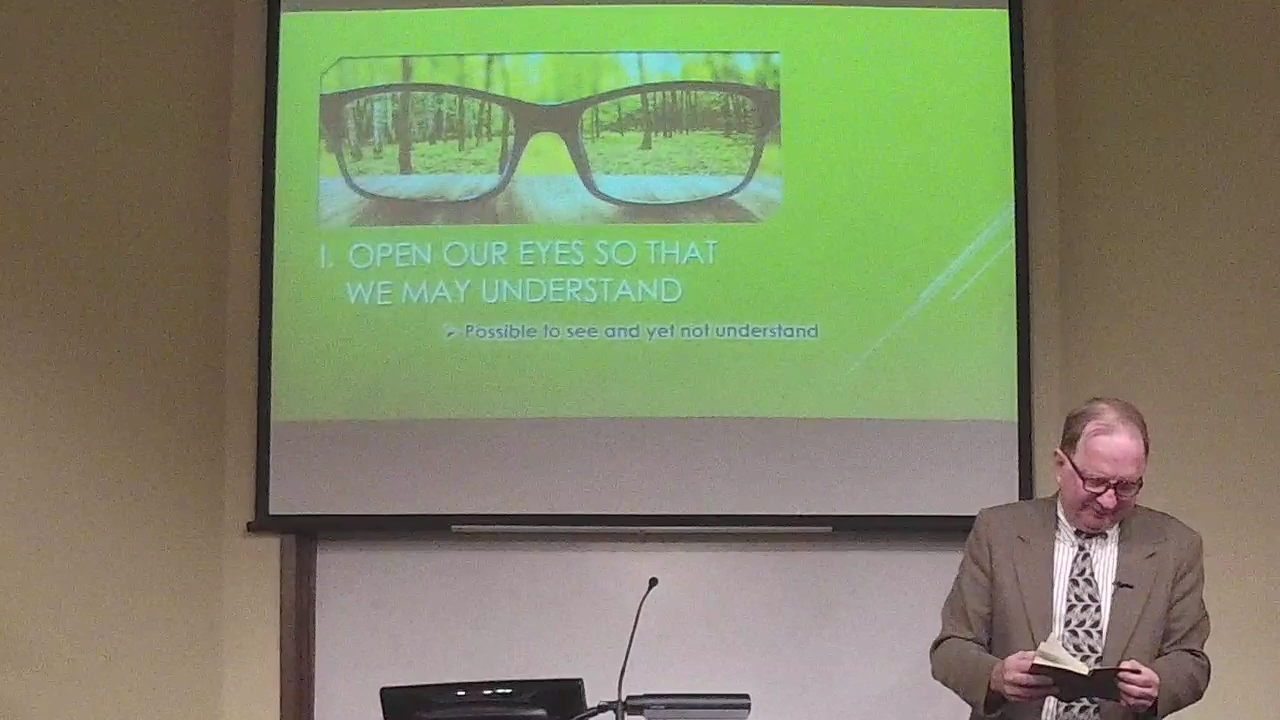 I. OPEN OUR EYES SO THAT
WE MAY UNDERSTAND
➢ Possible to see and yet not understand